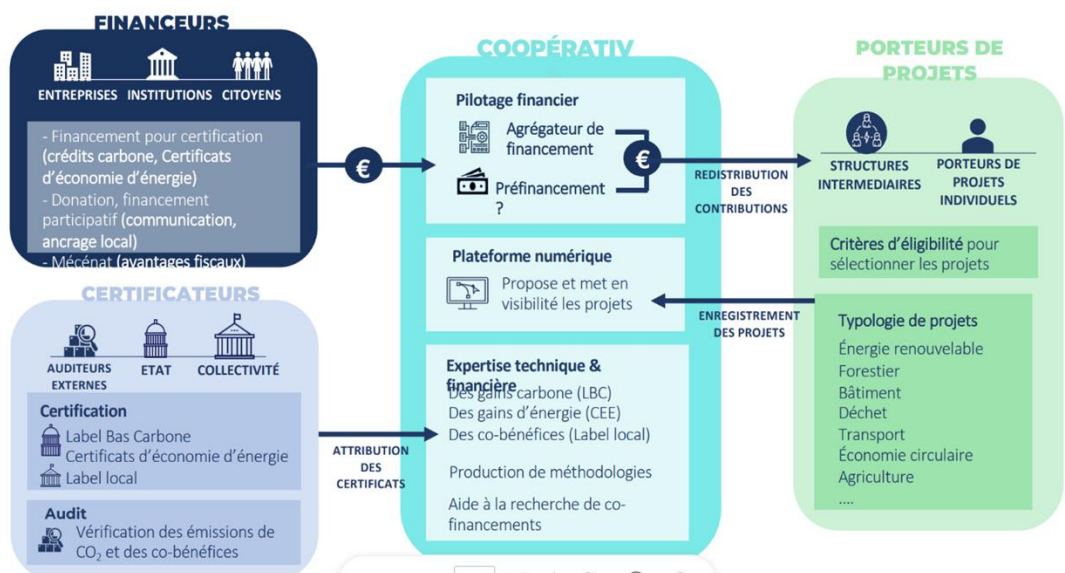 FINANCEURS
ENTREPRISES INSTITUTIONS CITOYENS
- Financement pour certification
(crédits carbone, Certificats
d'économie d'énergie)
- Donation, financement
participatif (communication,
ancrage local)
- Mécénat (avantages fiscaux)
€
CERTIFICATEURS
AUDITEURS
EXTERNES
ETAT
COLLECTIVITÉ
Certification
Label Bas Carbone
Certificats d'économie d'énergie
Label local
Audit
Vérification des émissions de
CO₂ et des co-bénéfices
ATTRIBUTION
DES
CERTIFICATS
COOPÉRATIV
Pilotage financier
Agrégateur de
financement
Préfinancement
?
€
Plateforme numérique
Propose et met en
visibilité les projets
Expertise technique &
financière
Des gains carbone (LBC)
Des gains d'énergie (CEE)
Des co-bénéfices (Label local)
Production de méthodologies
Aide à la recherche de co-
financements
REDISTRIBUTION
DES
CONTRIBUTIONS
ENREGISTREMENT
DES PROJETS
PORTEURS DE
PROJETS
STRUCTURES
INTERMEDIAIRES
PORTEURS DE
PROJETS
INDIVIDUELS
Critères d'éligibilité pour
sélectionner les projets
Typologie de projets
Énergie renouvelable
Forestier
Bâtiment
Déchet
Transport
Économie circulaire
Agriculture
....